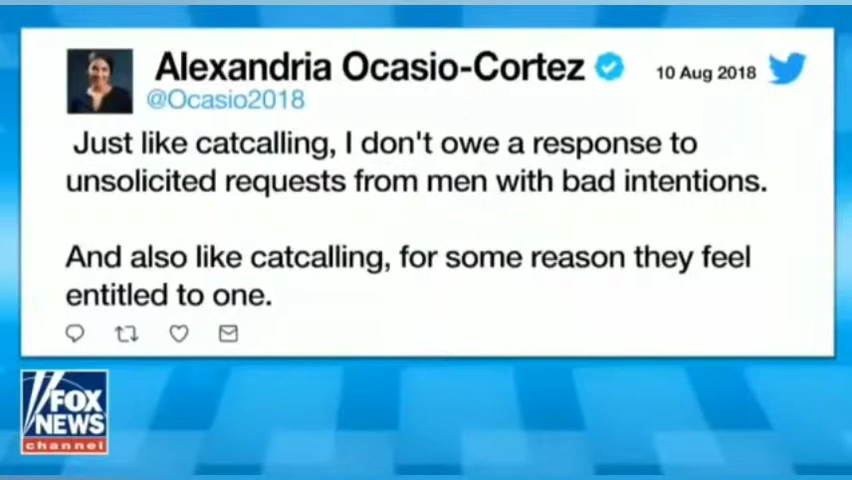 Alexandria Ocasio-Cortez 10 Aug 2018
@Ocasio2018
Just like catcalling, I don't owe a response to
unsolicited requests from men with bad intentions.
And also like catcalling, for some reason they feel
entitled to one.
FOX
NEWS
channel